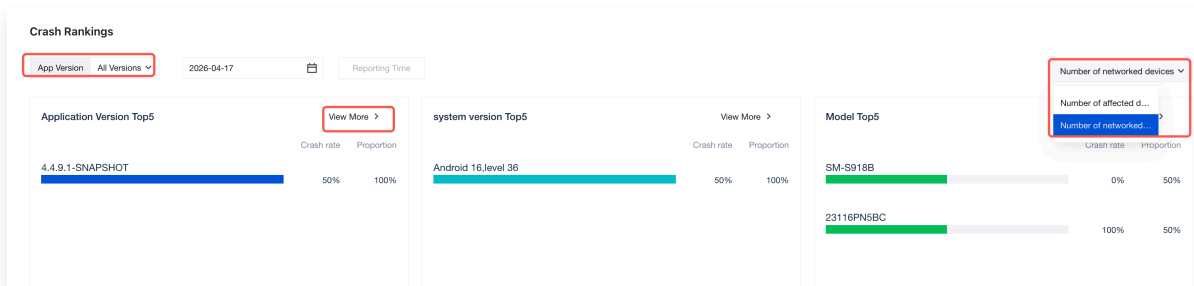 Crash Rankings
App Version All Versions 2026-04-17 Reporting Time Number of networked devices
Number of affected d...
Number of networked...
Application Version Top5 View More
Crash rate Proportion
4.4.9.1-SNAPSHOT
50% 100%
system version Top5 View More
Crash rate Proportion
Android 16,level 36
50% 100%
Model Top5
Crash rate Proportion
SM-S918B
0% 50%
23116PN5BC
100% 50%